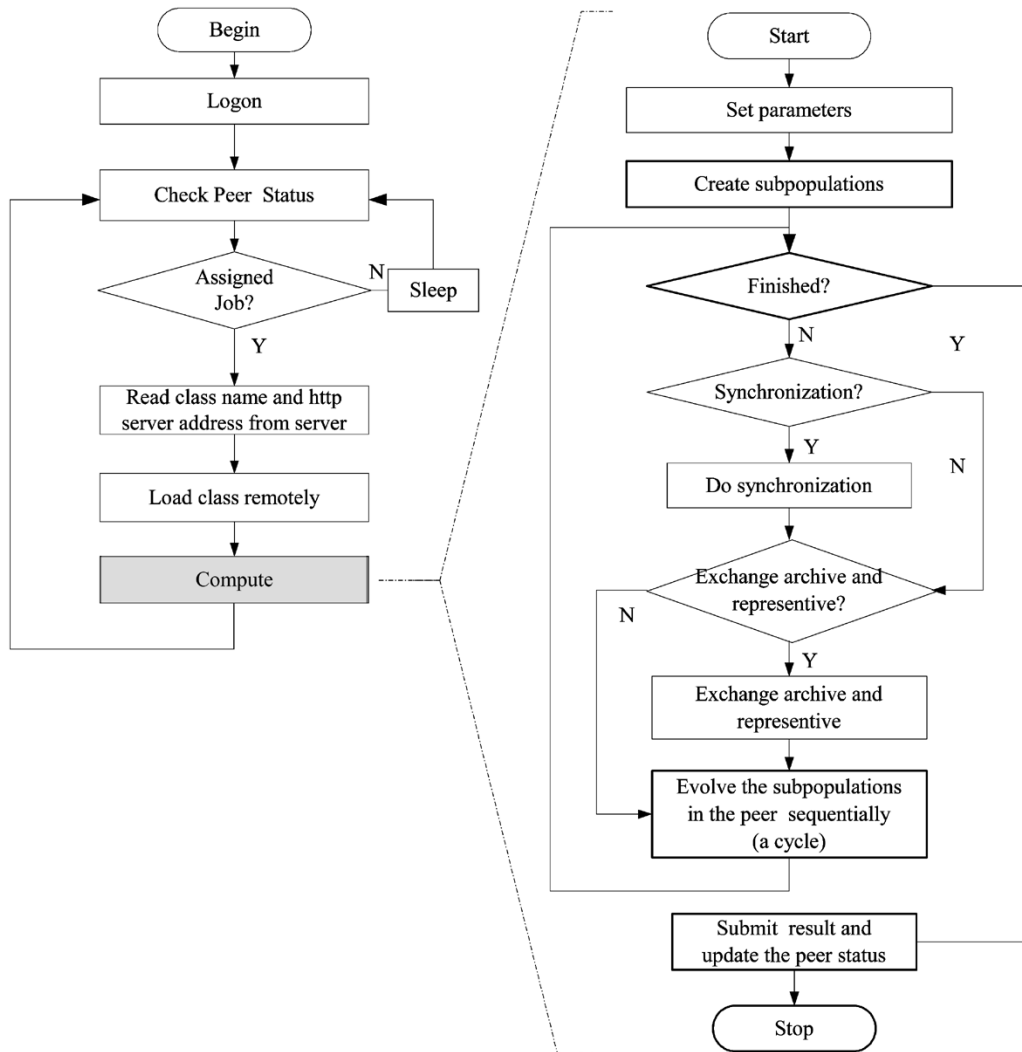 Begin
Logon
Check Peer Status
Assigned
Job?
N
Sleep
Y
Read class name and http
server address from server
Load class remotely
Compute
Start
Set parameters
Create subpopulations
Finished?
N
Y
Synchronization?
Y
N
Do synchronization
Exchange archive and
representive?
N
Y
Exchange archive and
representive
Evolve the subpopulations
in the peer sequentially
(a cycle)
Submit result and
update the peer status
Stop